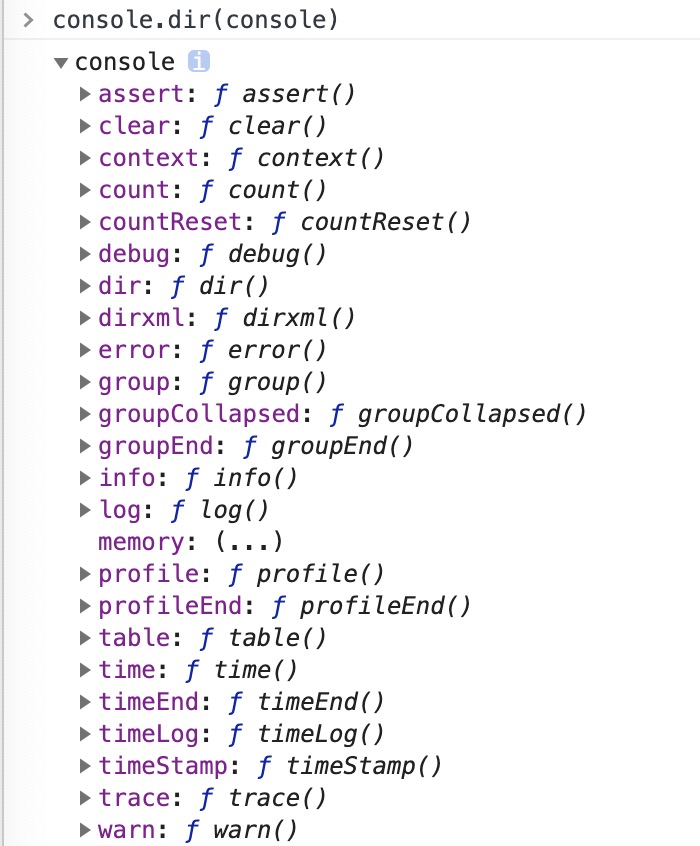 > console.dir(console)
▼ console i
▶ assert: ƒ assert()
▶ clear: ƒ clear()
▶ context: ƒ context()
▶ count: ƒ count()
▶ countReset: ƒ countReset()
▶ debug: ƒ debug()
▶ dir: ƒ dir()
▶ dirxml: ƒ dirxml()
▶ error: ƒ error()
▶ group: ƒ group()
▶ groupCollapsed: ƒ groupCollapsed()
▶ groupEnd: ƒ groupEnd()
▶ info: ƒ info()
▶ log: ƒ log()
memory: (...)
▶ profile: ƒ profile()
▶ profileEnd: ƒ profileEnd()
▶ table: ƒ table()
▶ time: ƒ time()
▶ timeEnd: ƒ timeEnd()
▶ timeLog: ƒ timeLog()
▶ timeStamp: ƒ timeStamp()
▶ trace: ƒ trace()
▶ warn: ƒ warn()